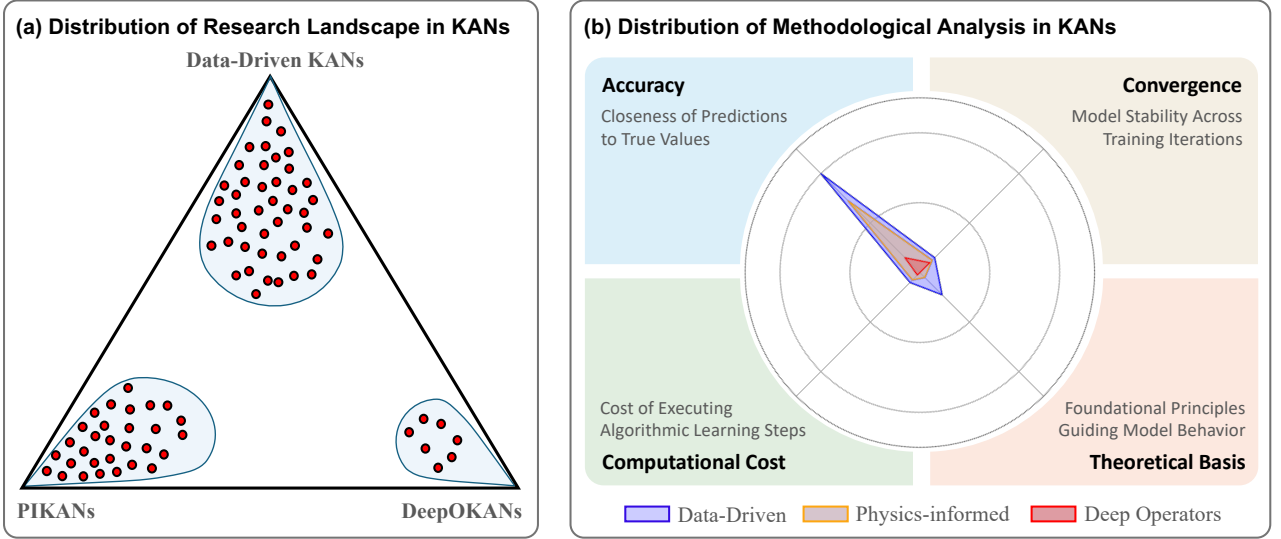 (a) Distribution of Research Landscape in KANs
Data-Driven KANs
PIKANs
DeepOKANs
(b) Distribution of Methodological Analysis in KANs
Accuracy
Closeness of Predictions
to True Values
Convergence
Model Stability Across
Training Iterations
Cost of Executing
Algorithmic Learning Steps
Computational Cost
Foundational Principles
Guiding Model Behavior
Theoretical Basis
Data-Driven
Physics-informed
Deep Operators